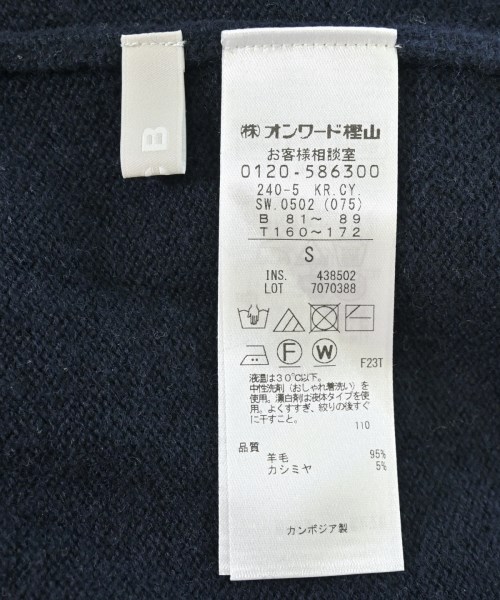 B
(株)オンワード樫山
お客様相談室
0120-586300
240-5 KR.CY.
SW.0502 (075)
B 81～ 89
T160～172
S
INS. 438502
LOT 7070388
F W
F23T
液温は30℃以下。
中性洗剤（おしゃれ着洗い）を
使用。漂白剤は液体タイプを使
用。よくすすぎ、絞りの後すぐ
に干すこと。
110
品質
羊毛 95%
カシミヤ 5%
カンボジア製